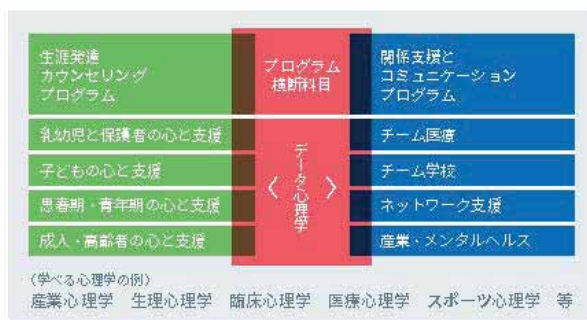 生涯発達
カウンセリング
プログラム
プログラム
横断科目
関係支援と
コミュニケーション
プログラム
乳幼児と保護者の心と支援
子どもの心と支援
思春期・青年期の心と支援
成人・高齢者の心と支援
〈データ心理学〉
チーム医療
チーム学校
ネットワーク支援
産業・メンタルヘルス
〈学べる心理学の例〉
産業心理学 生理心理学 臨床心理学 医療心理学 スポーツ心理学 等